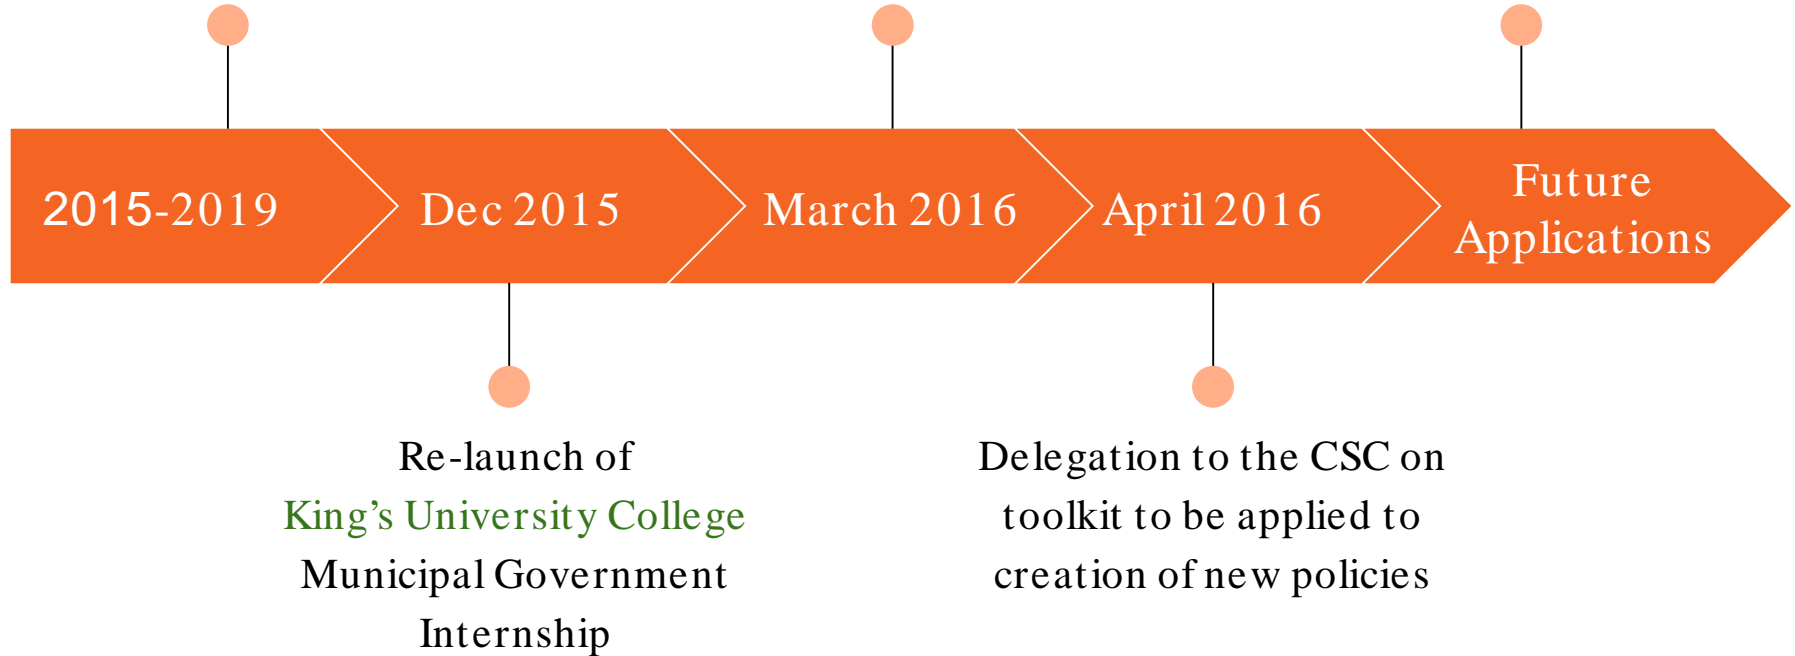 2015-2019
Dec 2015
March 2016
April 2016
Future
Applications
Re-launch of
King’s University College
Municipal Government
Internship
Delegation to the CSC on
toolkit to be applied to
creation of new policies